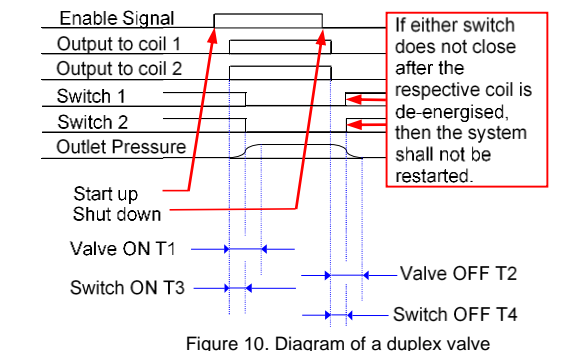 Enable Signal
Output to coil 1
Output to coil 2
Switch 1
Switch 2
Outlet Pressure
If either switch
does not close
after the
respective coil is
de-energised,
then the system
shall not be
restarted.
Start up
Shut down
Valve ON T1
Switch ON T3
Valve OFF T2
Switch OFF T4
Figure 10. Diagram of a duplex valve